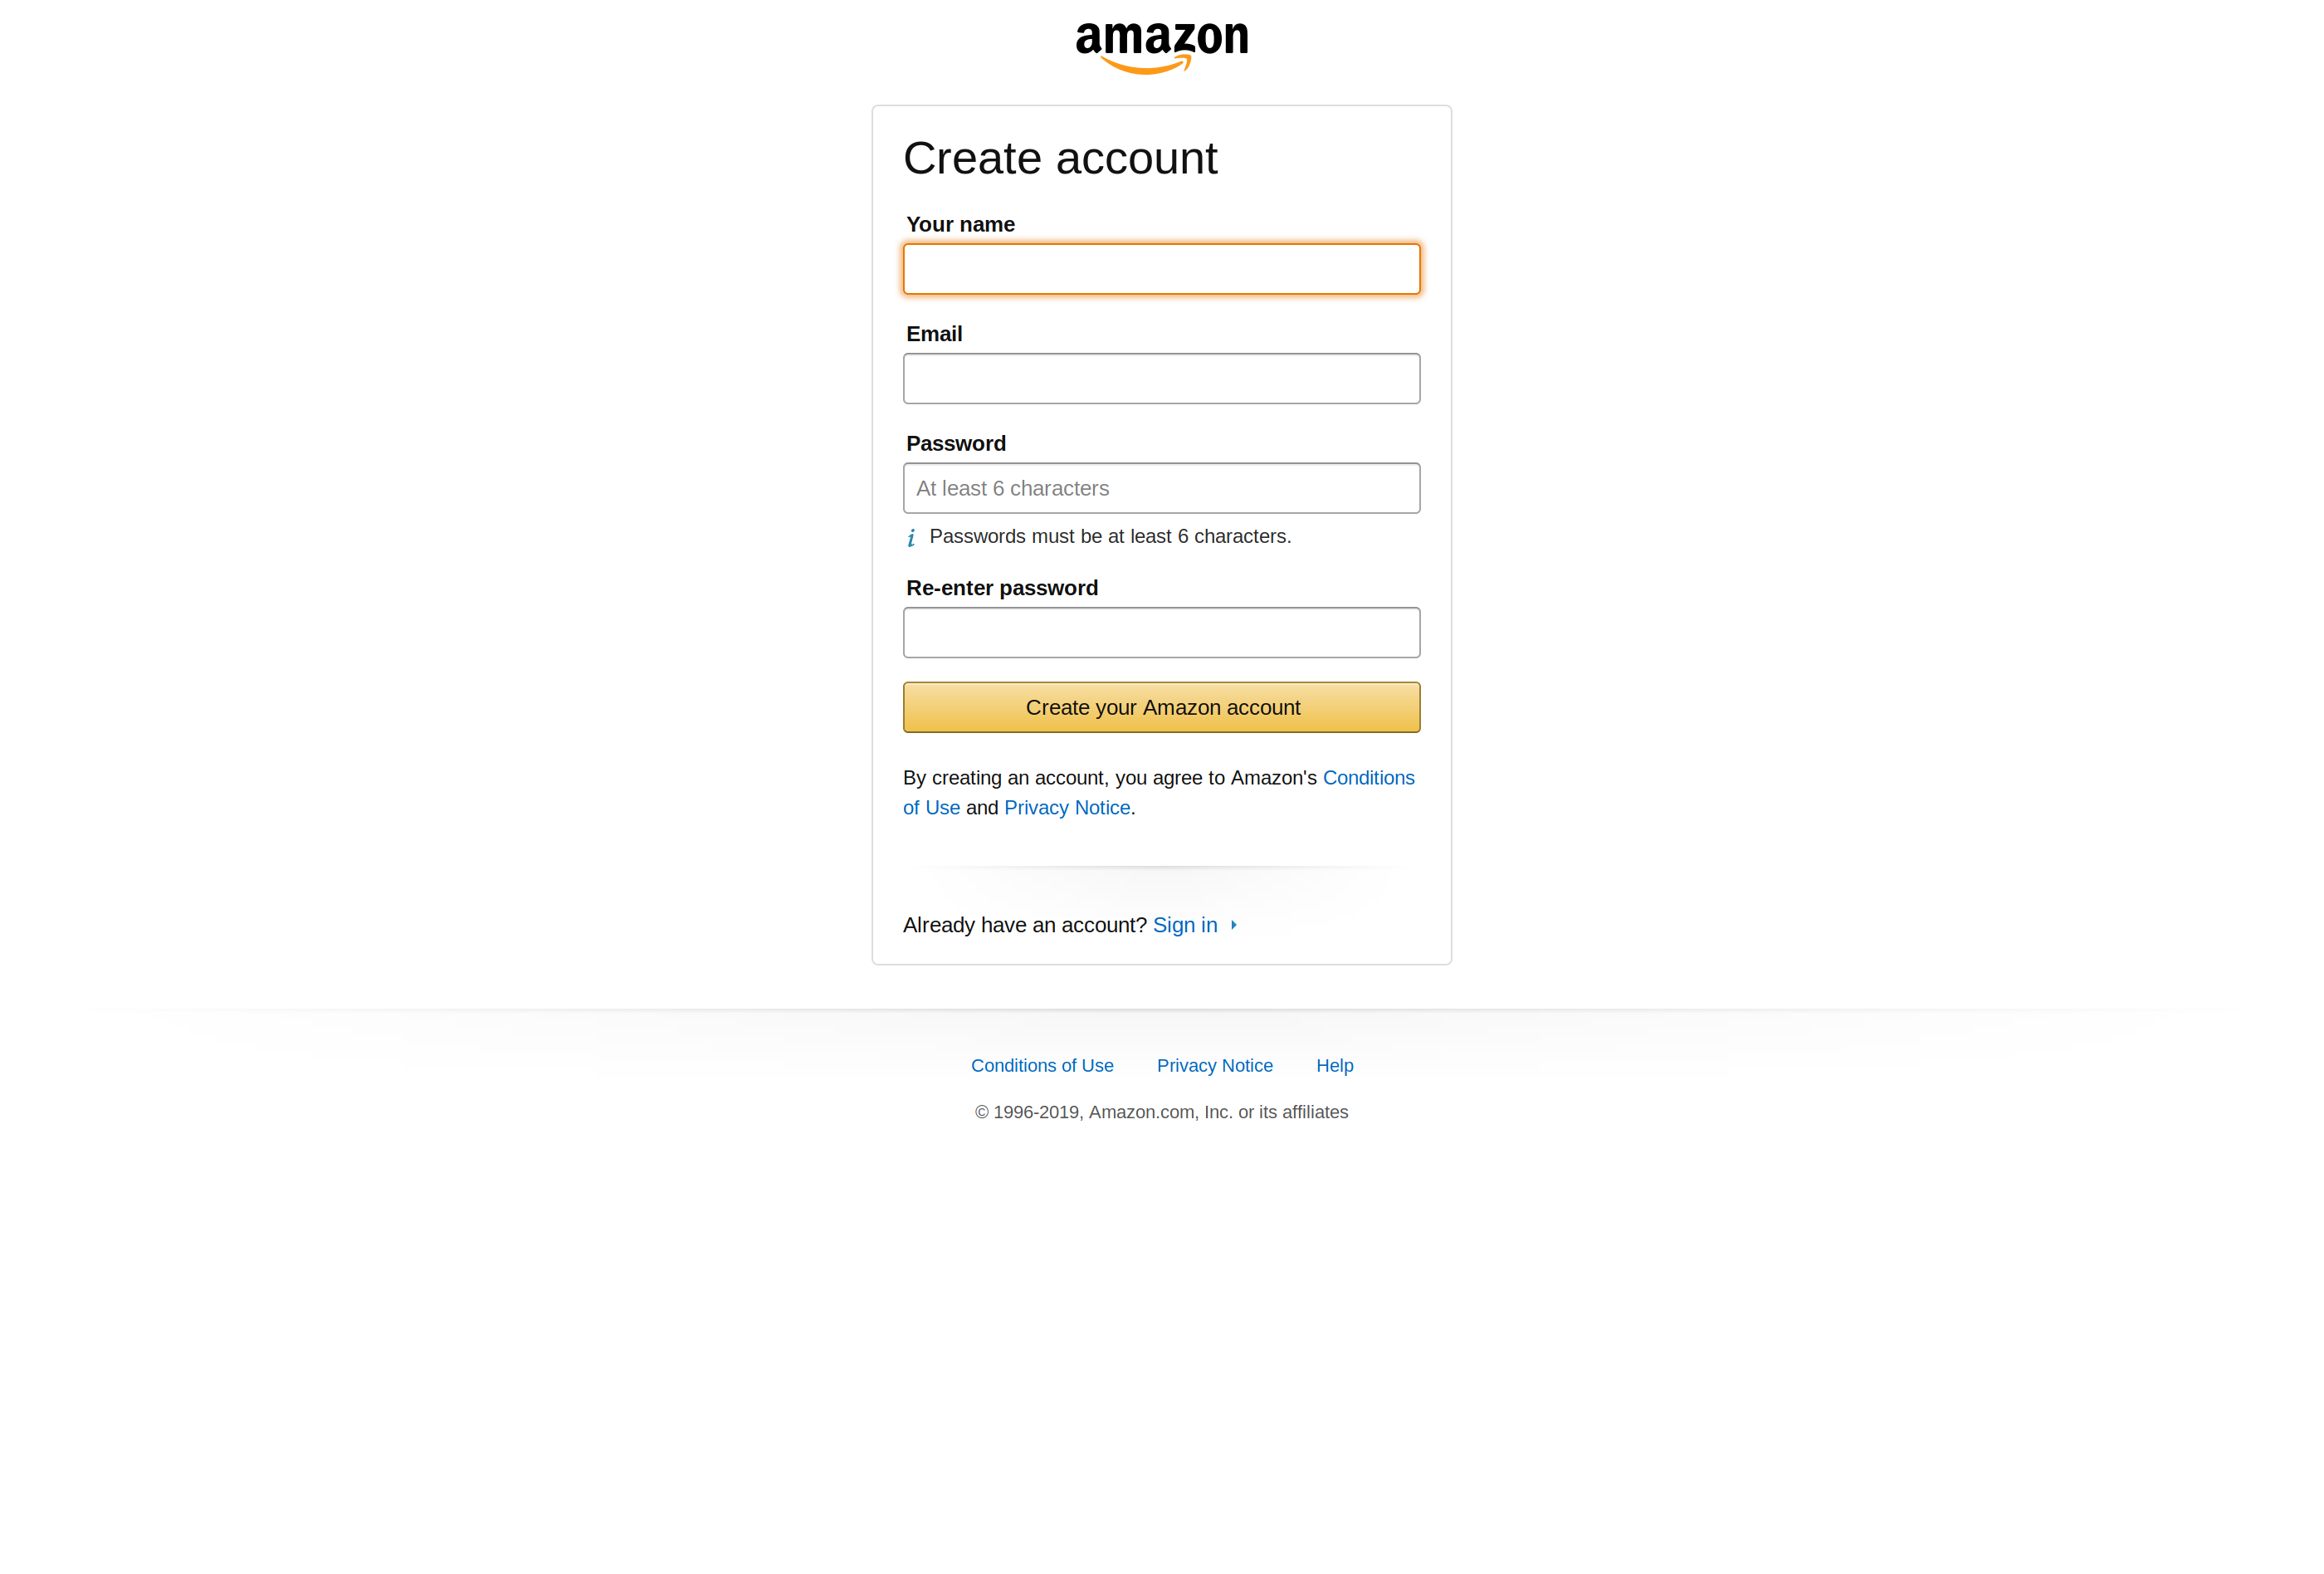 amazon
Create account
Your name
Email
Password
At least 6 characters
i Passwords must be at least 6 characters.
Re-enter password
Create your Amazon account
By creating an account, you agree to Amazon's Conditions
of Use and Privacy Notice.
Already have an account? Sign in
Conditions of Use Privacy Notice Help
© 1996-2019, Amazon.com, Inc. or its affiliates